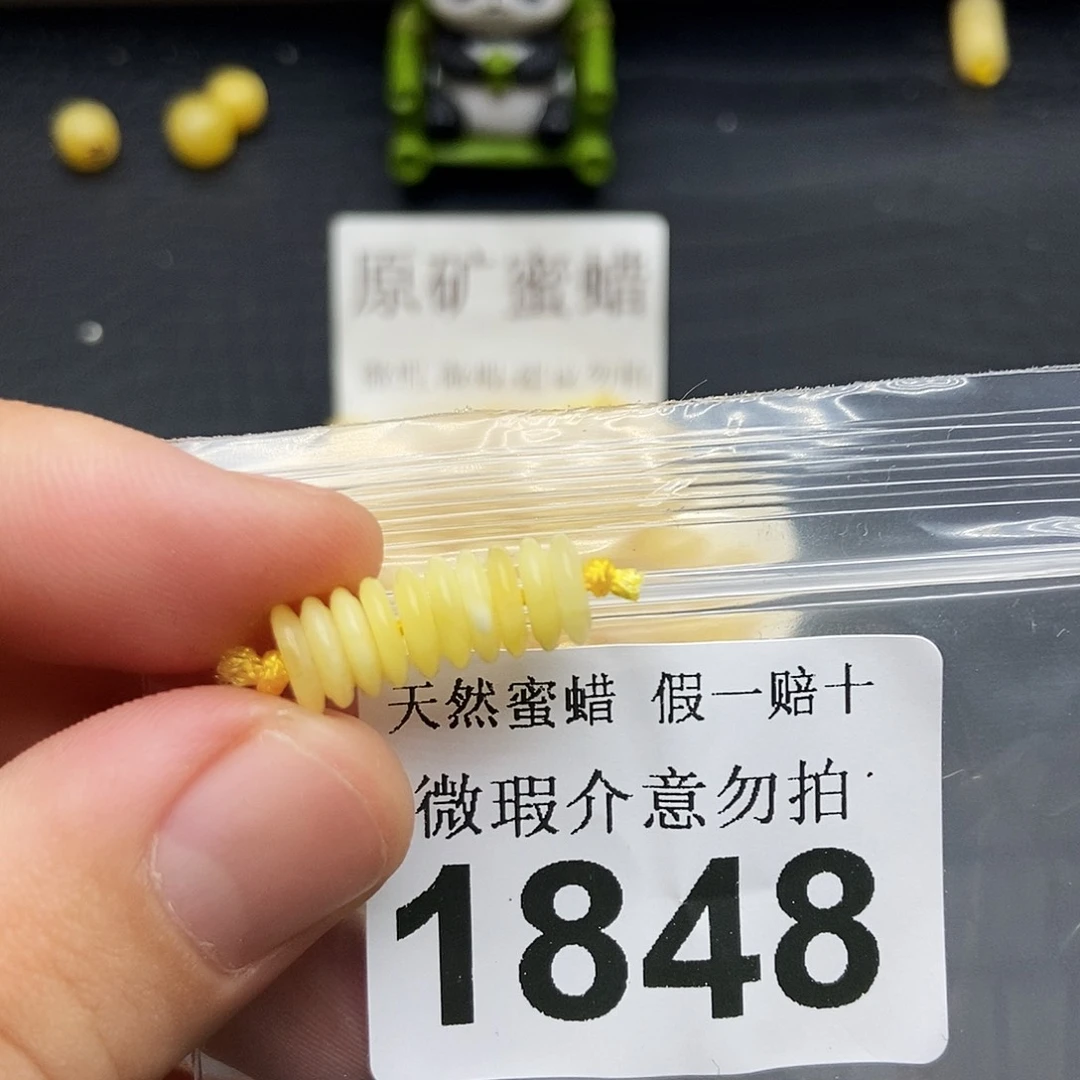 原矿蜜蜡
天然蜜蜡 假一赔十
微瑕介意勿拍
1848